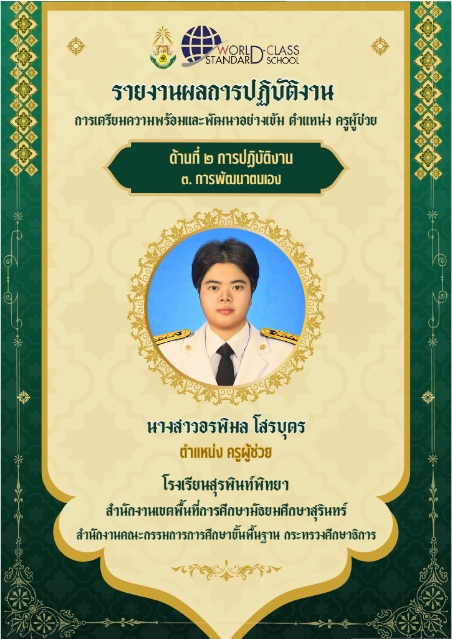 WORLD-CLASS
STANDARD SCHOOL
รายงานผลการปฏิบัติงาน
การเตรียมความพร้อมและพัฒนาอย่างเข้ม ตำแหน่ง ครูผู้ช่วย
ด้านที่ ๒ การปฏิบัติงาน
๓. การพัฒนาตนเอง
นางสาวอรพิมล โสรบุตร
ตำแหน่ง ครูผู้ช่วย
โรงเรียนสุรพินท์พิทยา
สำนักงานเขตพื้นที่การศึกษามัธยมศึกษาสุรินทร์
สำนักงานคณะกรรมการการศึกษาขั้นพื้นฐาน กระทรวงศึกษาธิการ